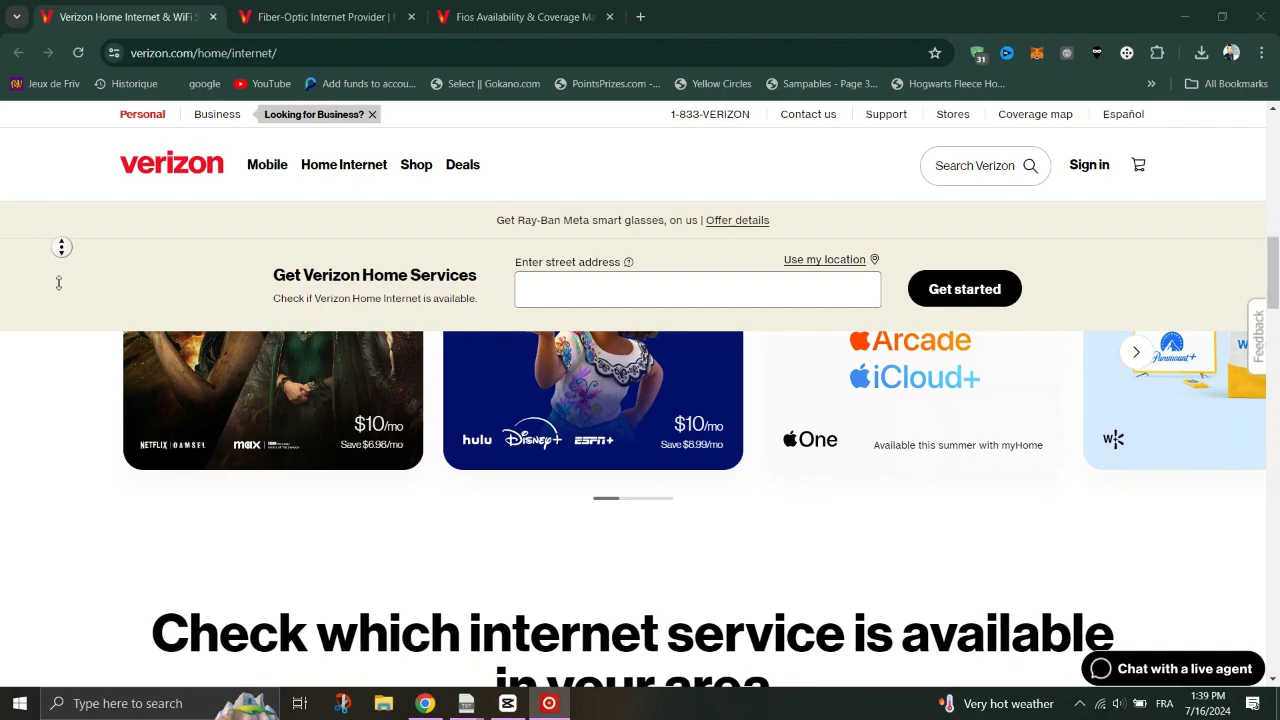 Verizon Home Internet & WiFi S
Fiber-Optic Internet Provider |
Fios Availability & Coverage Ma
verizon.com/home/internet/
31
Jeux de Friv
Historique
google
YouTube
Add funds to accou...
Select || Gokano.com
PointsPrizes.com -...
Yellow Circles
Sampables - Page 3...
Hogwarts Fleece Ho...
All Bookmarks
Personal
Business
Looking for Business?
1-833-VERIZON
Contact us
Support
Stores
Coverage map
Español
verizon
Mobile
Home Internet
Shop
Deals
Search Verizon
Sign in
Get Ray-Ban Meta smart glasses, on us | Offer details
Get Verizon Home Services
Check if Verizon Home Internet is available.
Enter street address
Use my location
Get started
Feedback
NETFLIX | DAMSEL
max
$10/mo
Save $6.98/mo
hulu
Disney+
ESPN+
$10/mo
Save $8.99/mo
Arcade
iCloud+
One
Available this summer with myHome
Paramount+
W
Check which internet service is available
in your area
Chat with a live agent
Type here to search
TXT
Very hot weather
FRA
1:39 PM
7/16/2024